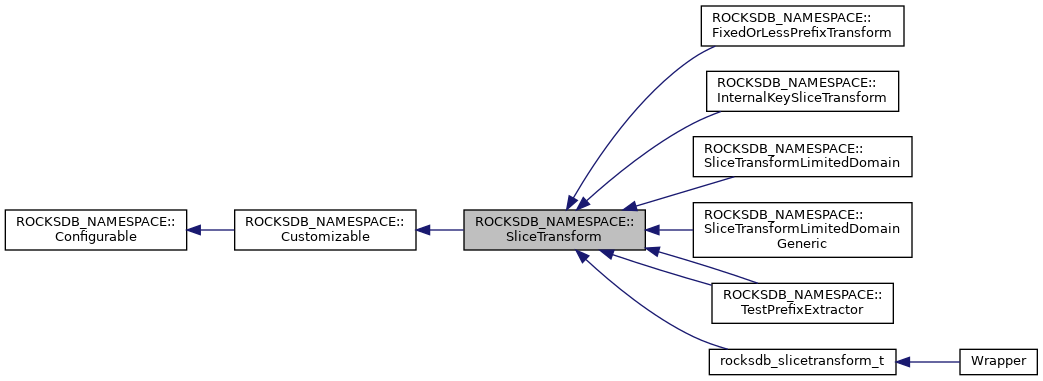 ROCKSDB_NAMESPACE::
FixedOrLessPrefixTransform
ROCKSDB_NAMESPACE::
InternalKeySliceTransform
ROCKSDB_NAMESPACE::
SliceTransformLimitedDomain
ROCKSDB_NAMESPACE::
Configurable
ROCKSDB_NAMESPACE::
Customizable
ROCKSDB_NAMESPACE::
SliceTransform
ROCKSDB_NAMESPACE::
SliceTransformLimitedDomain
Generic
ROCKSDB_NAMESPACE::
TestPrefixExtractor
rocksdb_slicetransform_t
Wrapper